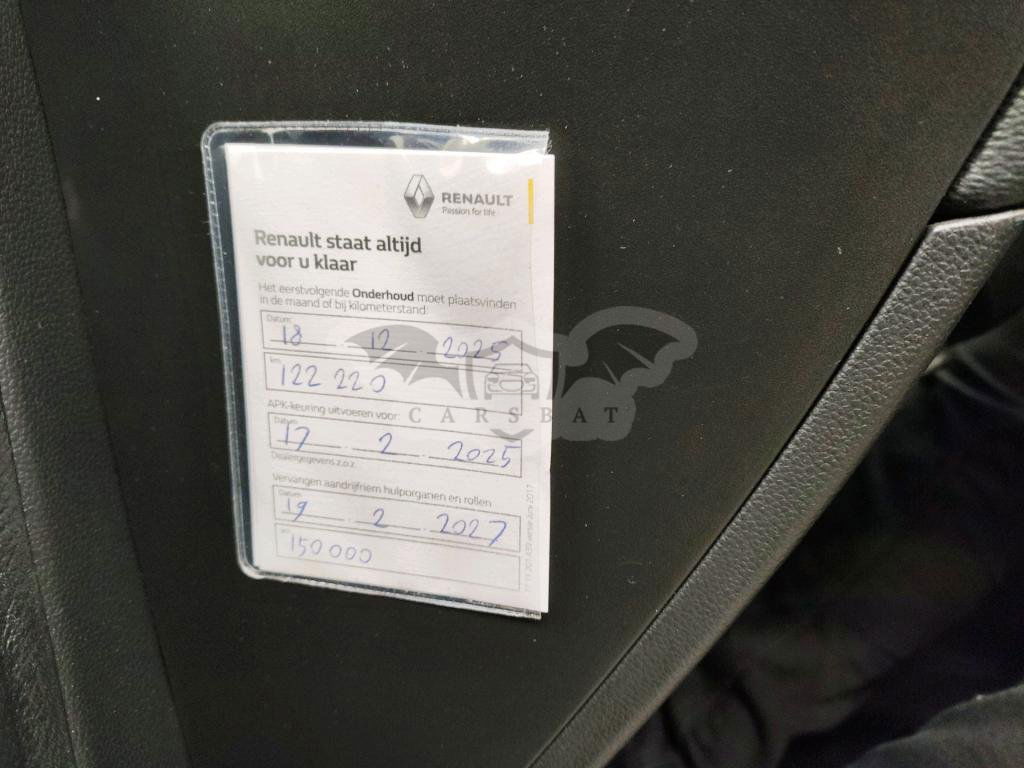 RENAULT
Passion for life
Renault staat altijd
voor u klaar
Het eerstvolgende Onderhoud moet plaatsvinden
in de maand of bij kilometerstand:
Datum:
18 12 2025
km:
122 220
CARSBAT
APK-keuring uitvoeren voor:
Datum:
17 2 2025
Dealergegevens z.o.z.
Vervangen aandrijfriem hulporganen en rollen
Datum:
19 2 2027
150 000